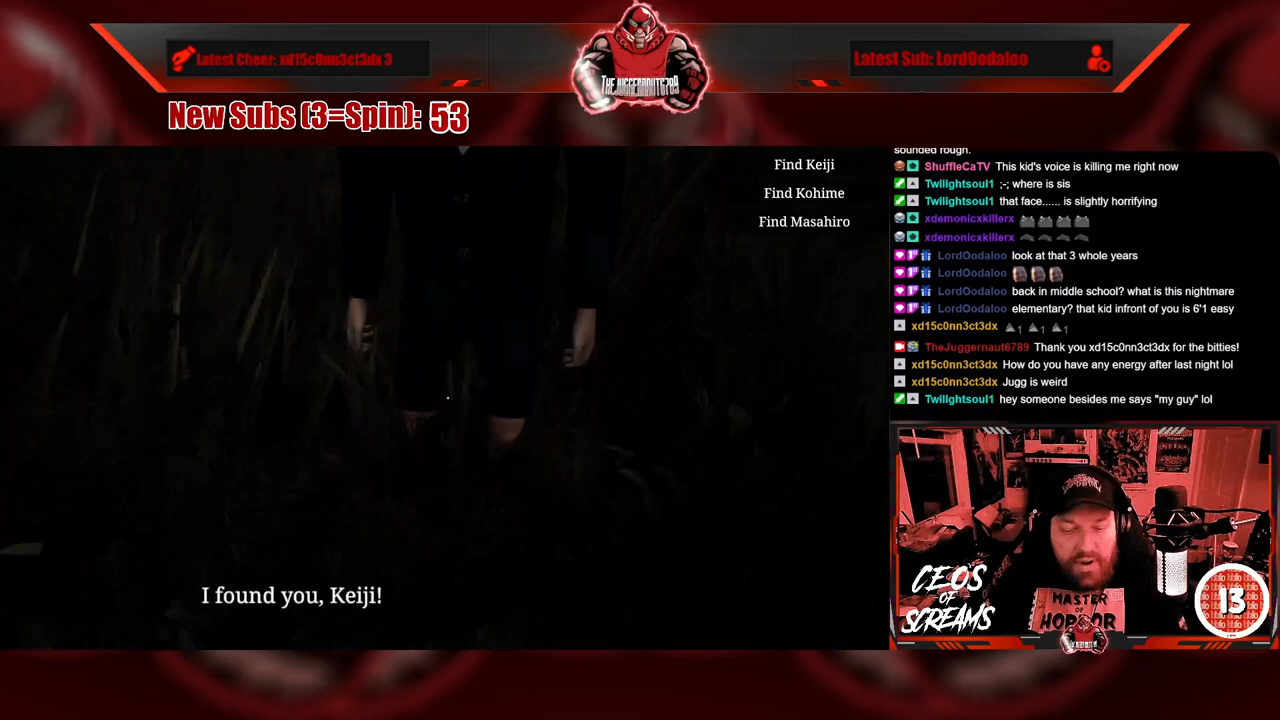 Latest Cheer: xd15c0nn3ct3dx 3
THEJUGGERNAUT6789
Latest Sub: LordOodaloo
New Subs (3=Spin): 53
Find Keiji
Find Kohime
Find Masahiro
I found you, Keiji!
sounded rough.
ShuffleCaTV This kid's voice is killing me right now
Twilightsoul1 ;-; where is sis
Twilightsoul1 that face...... is slightly horrifying
xdemonicxkillerx
xdemonicxkillerx
LordOodaloo look at that 3 whole years
LordOodaloo
LordOodaloo back in middle school? what is this nightmare
LordOodaloo elementary? that kid infront of you is 6'1 easy
xd15c0nn3ct3dx 1 1 1
TheJuggernaut6789 Thank you xd15c0nn3ct3dx for the bitties!
xd15c0nn3ct3dx How do you have any energy after last night lol
xd15c0nn3ct3dx Jugg is weird
Twilightsoul1 hey someone besides me says "my guy" lol
CEOS
OF
SCREAMS
MASTER
OF
HORROR
13